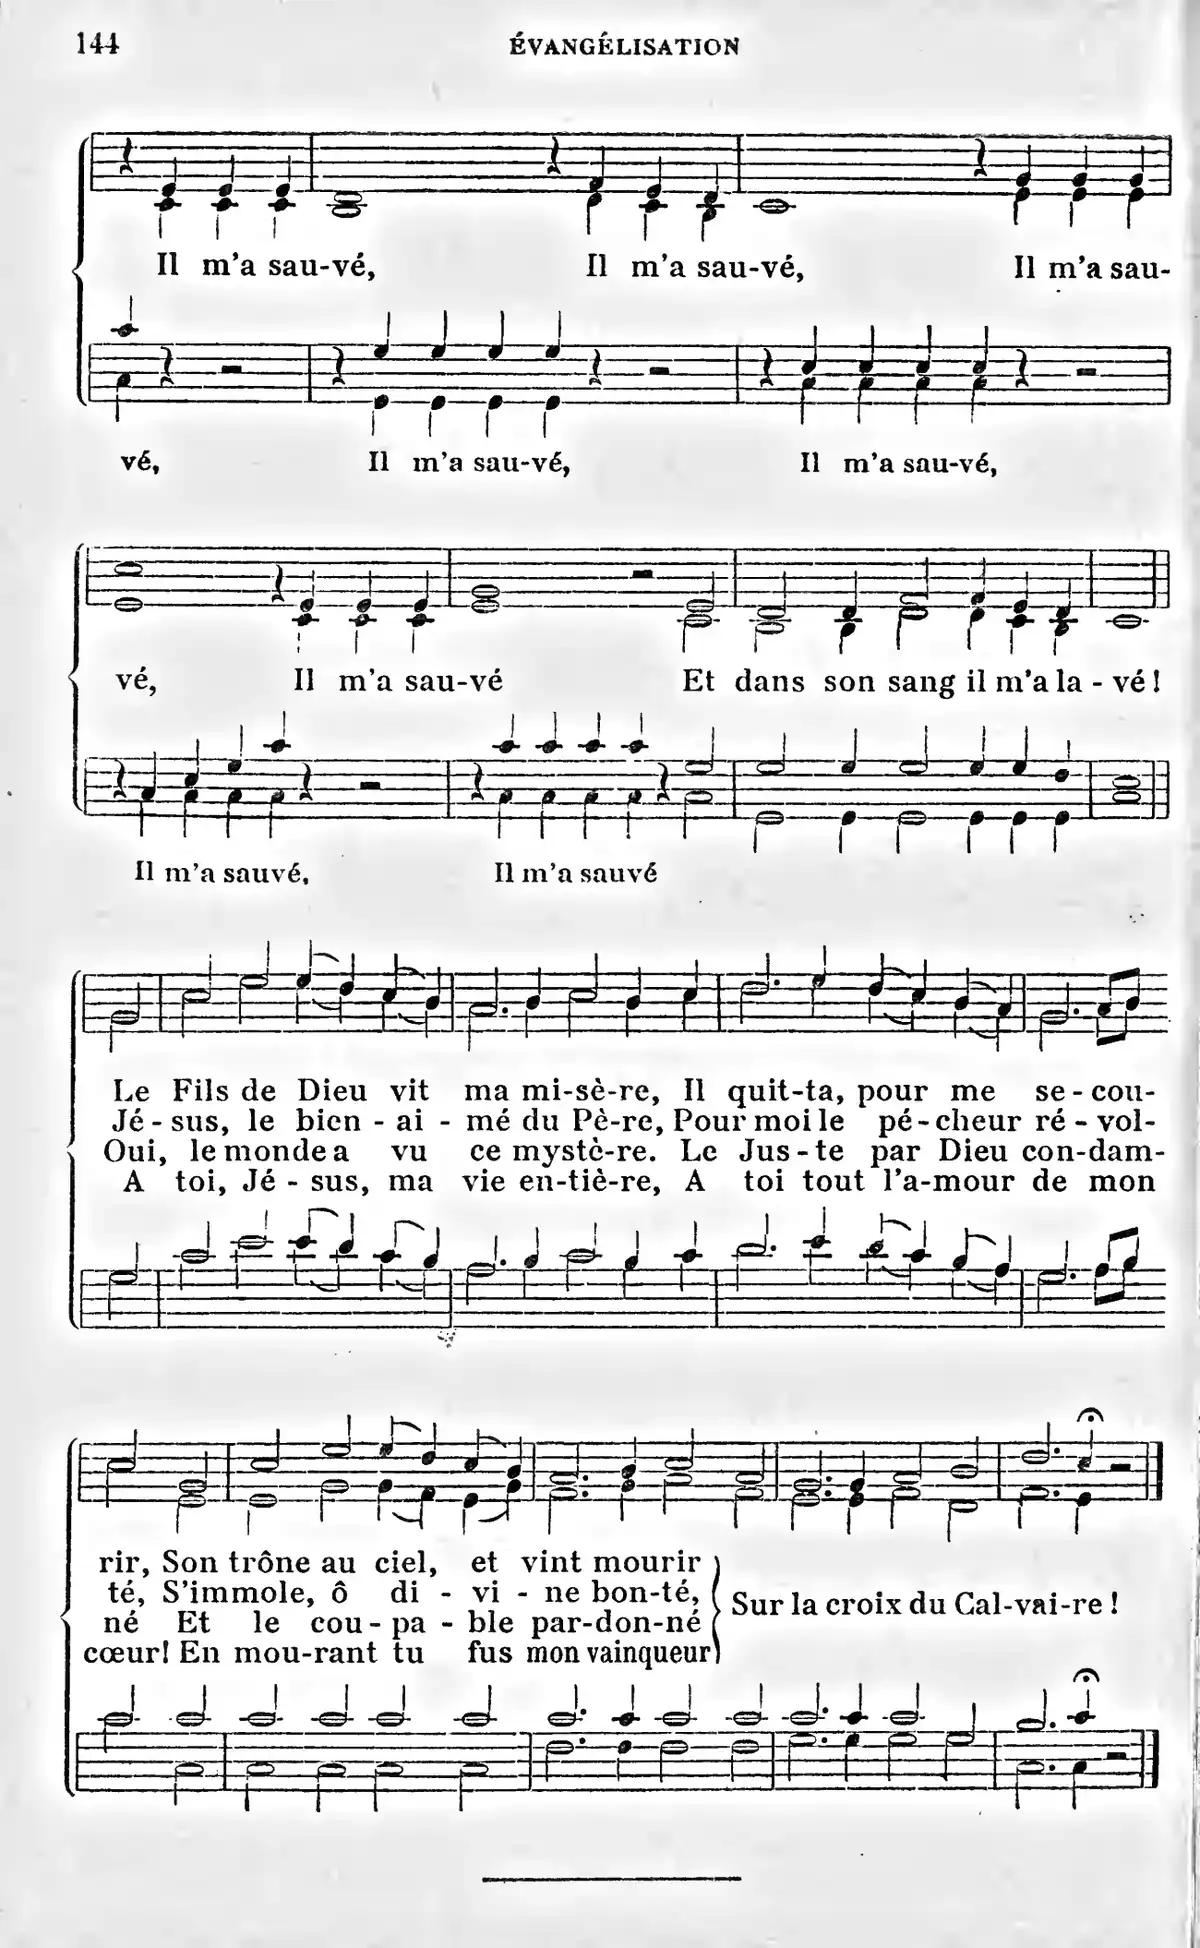 144
ÉVANGÉLISATION
Il m'a sau-vé, Il m'a sau-vé, Il m'a sau-
vé, Il m'a sau-vé, Il m'a sau-vé,
vé, Il m'a sau-vé Et dans son sang il m'a la - vé !
Il m'a sauvé, Il m'a sauvé
Le Fils de Dieu vit ma mi-sè-re, Il quit-ta, pour me se - cou-
Jé - sus, le bien - ai - mé du Pè-re, Pour moi le pé - cheur ré - vol-
Oui, le monde a vu ce mystè-re. Le Jus - te par Dieu con-dam-
A toi, Jé - sus, ma vie en-tiè-re, A toi tout l'a-mour de mon
rir, Son trône au ciel, et vint mourir
té, S'immole, ô di - vi - ne bon-té,
né Et le cou - pa - ble par-don-né
cœur! En mou-rant tu fus mon vainqueur
Sur la croix du Cal-vai-re !